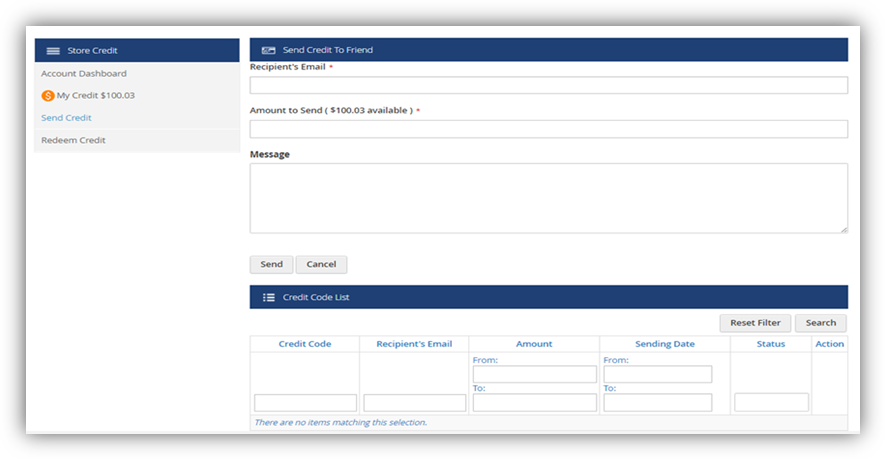 Store Credit
Account Dashboard
$ My Credit $100.03
Send Credit
Redeem Credit
Send Credit To Friend
Recipient's Email *
Amount to Send ( $100.03 available ) *
Message
Send Cancel
Credit Code List
Reset Filter Search
Credit Code Recipient's Email Amount Sending Date Status Action
From: From:
To: To:
There are no items matching this selection.